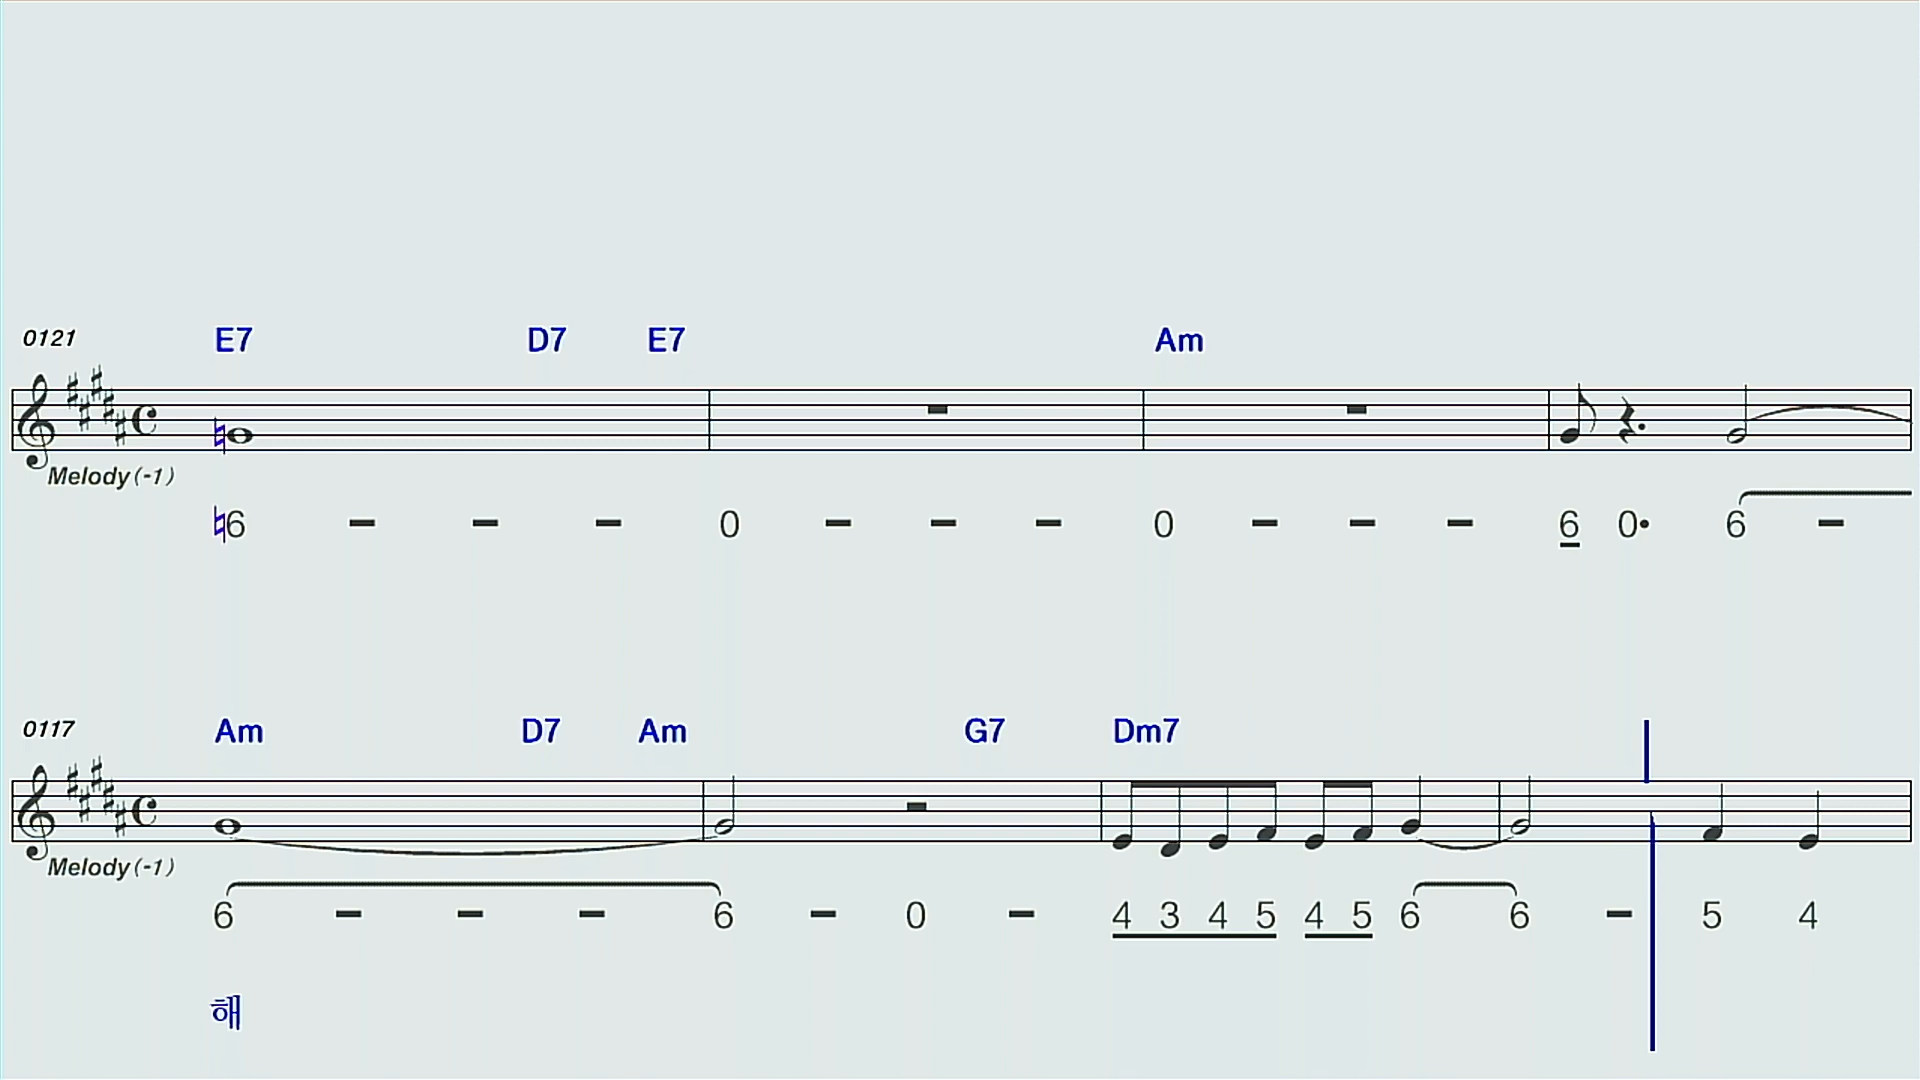 0121 E7 D7 E7 Am
Melody(-1)
♮6 - - - 0 - - - 0 - - - 6 0• 6 -
0117 Am D7 Am G7 Dm7
Melody(-1)
6 - - - 6 - 0 - 4 3 4 5 4 5 6 6 - 5 4
해